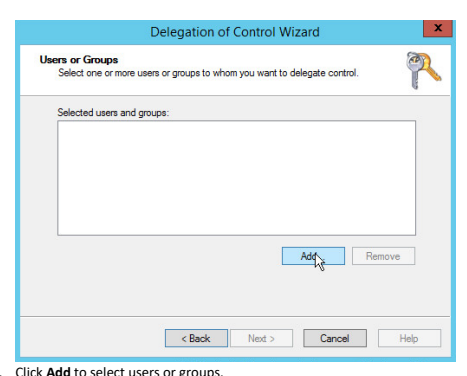 Delegation of Control Wizard
x
Users or Groups
Select one or more users or groups to whom you want to delegate control.
Selected users and groups:
Add... Remove
< Back Next > Cancel Help
Click Add to select users or groups.